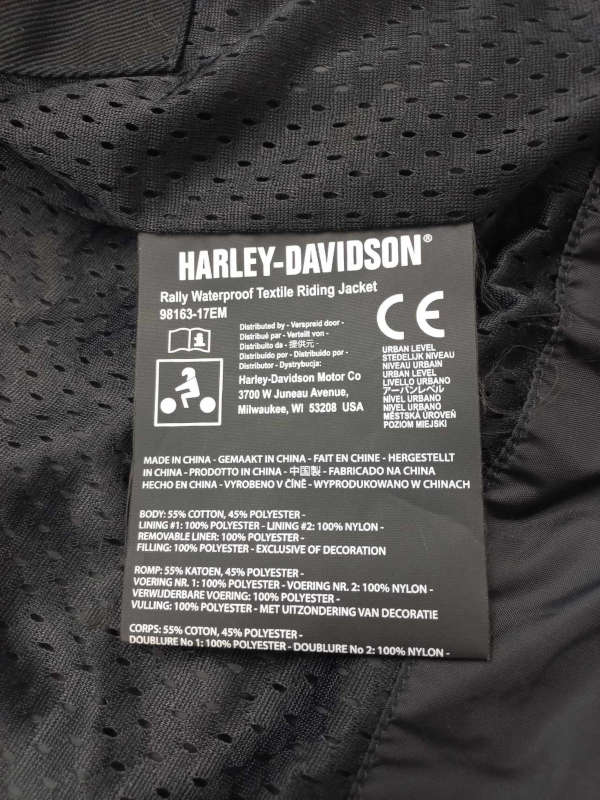 HARLEY-DAVIDSON®
Rally Waterproof Textile Riding Jacket
98163-17EM
Distributed by - Verspreid door -
Distribué par - Verteilt von -
Distribuito da - 提供元 -
Distribuido por - Distribuído por -
Distributor - Dystrybucja:
Harley-Davidson Motor Co
3700 W Juneau Avenue,
Milwaukee, WI 53208 USA
CE
URBAN LEVEL
STEDELIJK NIVEAU
NIVEAU URBAIN
URBAN LEVEL
LIVELLO URBANO
アーバンレベル
NIVEL URBANO
NÍVEL URBANO
MĚSTSKÁ ÚROVEŇ
POZIOM MIEJSKI
MADE IN CHINA - GEMAAKT IN CHINA - FAIT EN CHINE - HERGESTELLT
IN CHINA - PRODOTTO IN CHINA - 中国製 - FABRICADO NA CHINA
HECHO EN CHINA - VYROBENO V ČÍNĚ - WYPRODUKOWANO W CHINACH
BODY: 55% COTTON, 45% POLYESTER -
LINING #1: 100% POLYESTER - LINING #2: 100% NYLON -
REMOVABLE LINER: 100% POLYESTER -
FILLING: 100% POLYESTER - EXCLUSIVE OF DECORATION
ROMP: 55% KATOEN, 45% POLYESTER -
VOERING NR. 1: 100% POLYESTER - VOERING NR. 2: 100% NYLON -
VERWIJDERBARE VOERING: 100% POLYESTER -
VULLING: 100% POLYESTER - MET UITZONDERING VAN DECORATIE
CORPS: 55% COTON, 45% POLYESTER -
DOUBLURE No 1: 100% POLYESTER - DOUBLURE No 2: 100% NYLON -